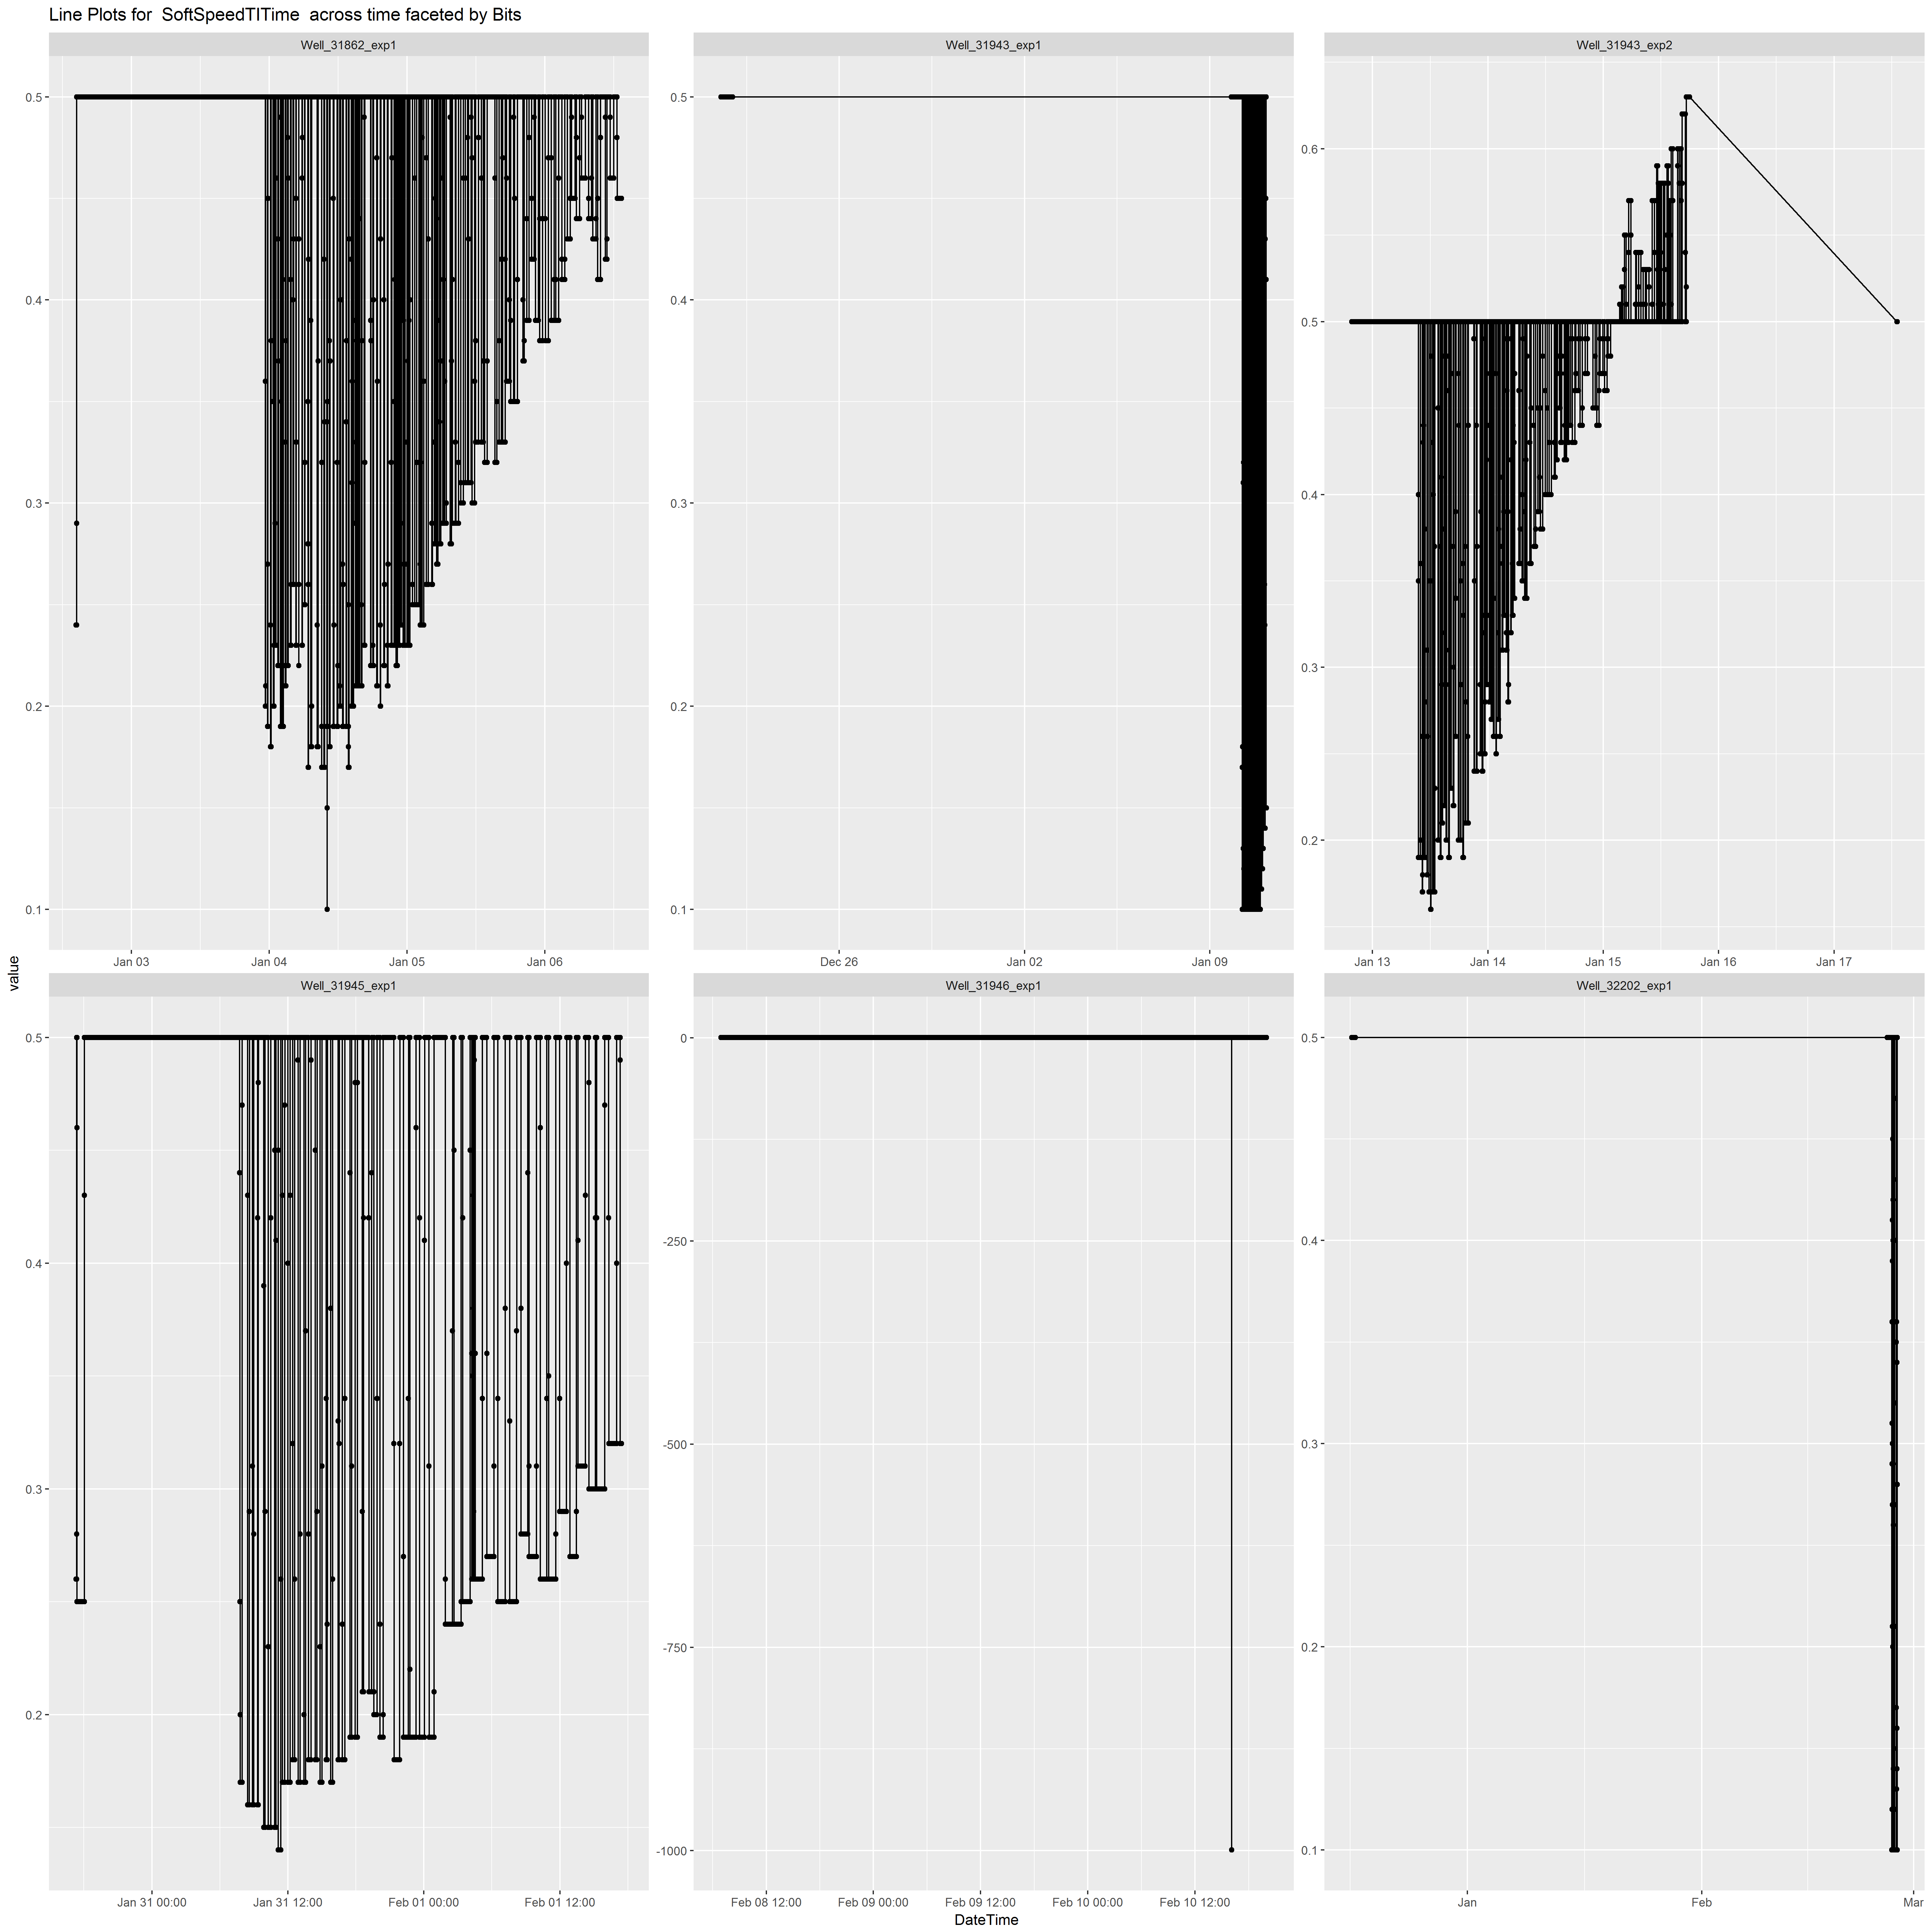 Line Plots for  SoftSpeedTITime  across time faceted by Bits
Well_31862_exp1
Well_31943_exp1
Well_31943_exp2
0.5
0.4
0.3
0.2
0.1
Jan 03 Jan 04 Jan 05 Jan 06
0.5
0.4
0.3
0.2
0.1
Dec 26 Jan 02 Jan 09
0.6
0.5
0.4
0.3
0.2
Jan 13 Jan 14 Jan 15 Jan 16 Jan 17
value
Well_31945_exp1
Well_31946_exp1
Well_32202_exp1
0.5
0.4
0.3
0.2
Jan 31 00:00 Jan 31 12:00 Feb 01 00:00 Feb 01 12:00
0
-250
-500
-750
-1000
Feb 08 12:00 Feb 09 00:00 Feb 09 12:00 Feb 10 00:00 Feb 10 12:00
0.5
0.4
0.3
0.2
0.1
Jan Feb Mar
DateTime